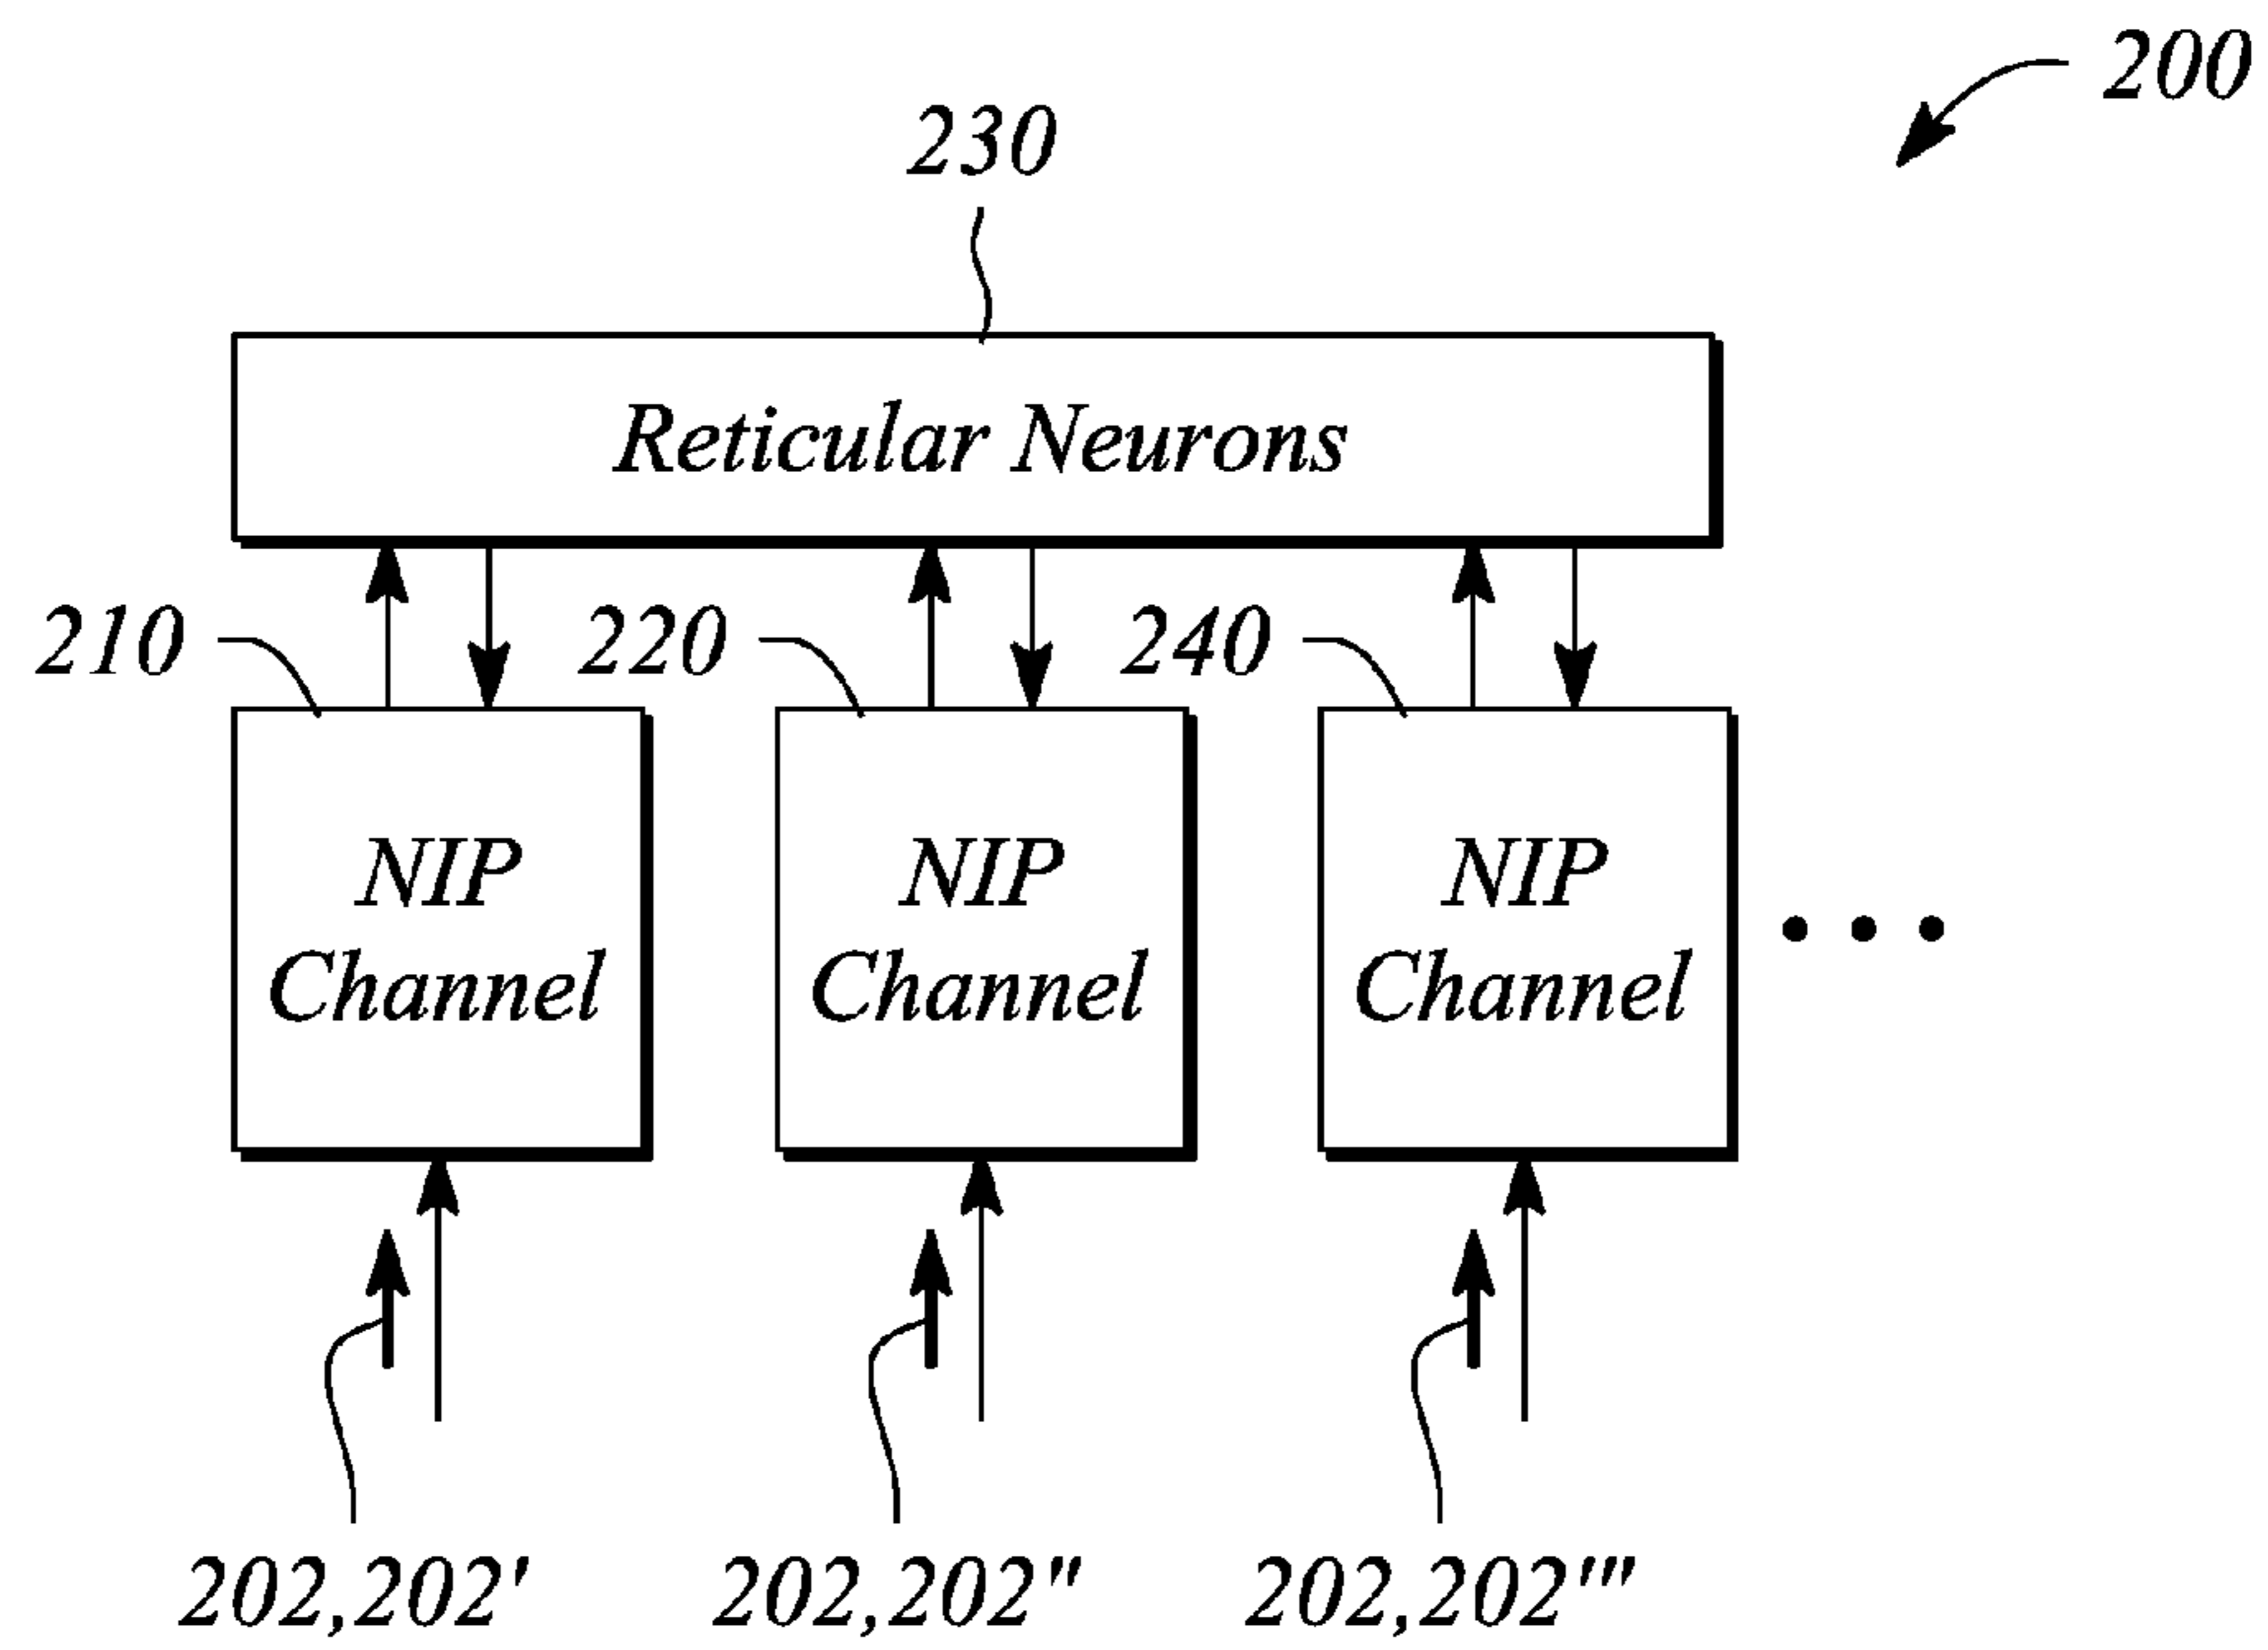 200
230
Reticular Neurons
210
220
240
NIP
Channel
NIP
Channel
NIP
Channel
202,202'
202,202"
202,202'"